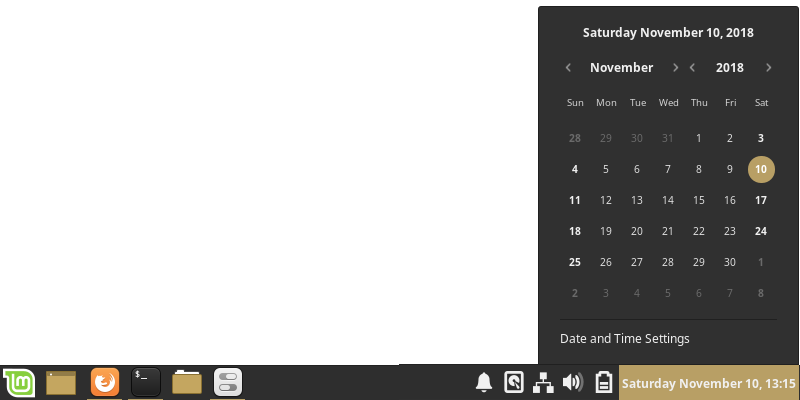 Saturday November 10, 2018
November 2018
Sun Mon Tue Wed Thu Fri Sat
28 29 30 31 1 2 3
4 5 6 7 8 9 10
11 12 13 14 15 16 17
18 19 20 21 22 23 24
25 26 27 28 29 30 1
2 3 4 5 6 7 8
Date and Time Settings
$_
Saturday November 10, 13:15